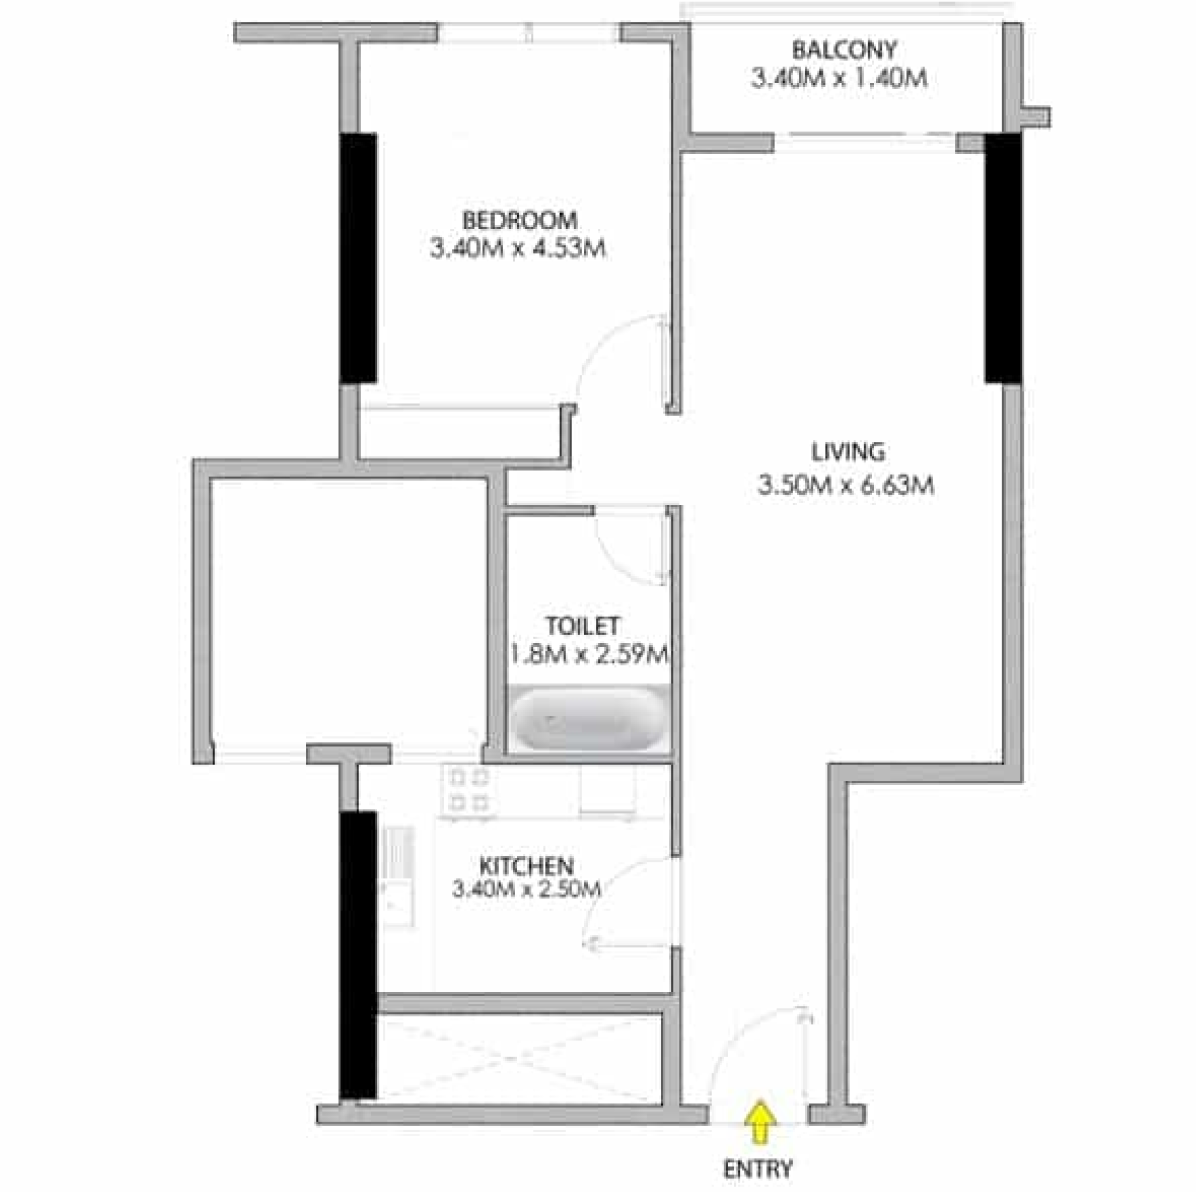 BALCONY
3.40M x 1.40M
BEDROOM
3.40M x 4.53M
LIVING
3.50M x 6.63M
TOILET
1.8M x 2.59M
KITCHEN
3.40M x 2.50M
ENTRY